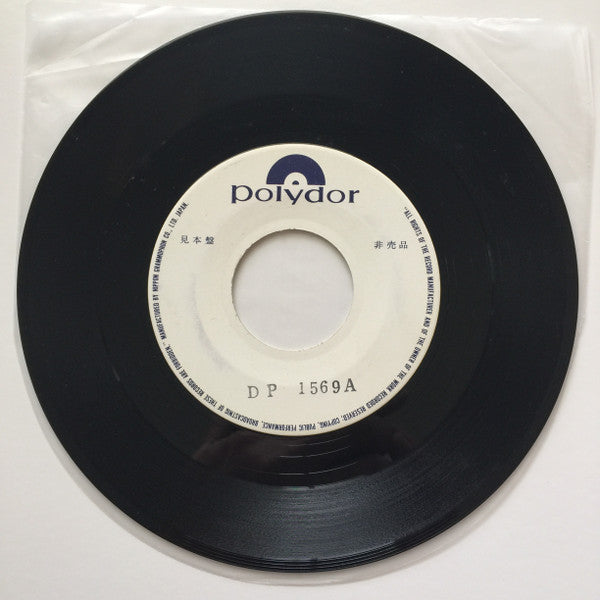 polydor
見本盤
非売品
DP 1569A
MANUFACTURED BY NIPPON GRAMMOPHON CO., LTD. JAPAN.
ALL RIGHTS OF THE RECORD MANUFACTURER AND OF THE OWNER OF THE WORK RECORDED RESERVED. COPYING, PUBLIC PERFORMANCE, BROADCASTING OF THESE RECORDS ARE FORBIDDEN.